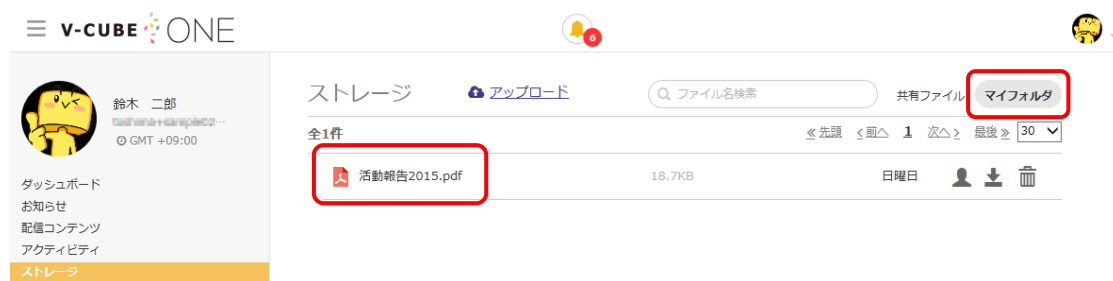 V-CUBE ONE
6
鈴木 二郎
GMT +09:00
ダッシュボード
お知らせ
配信コンテンツ
アクティビティ
ストレージ
ストレージ
アップロード
ファイル名検索
共有ファイル
マイフォルダ
全1件
≪先頭 <前へ 1 次へ> 最後≫ 30
活動報告2015.pdf 18.7KB 日曜日